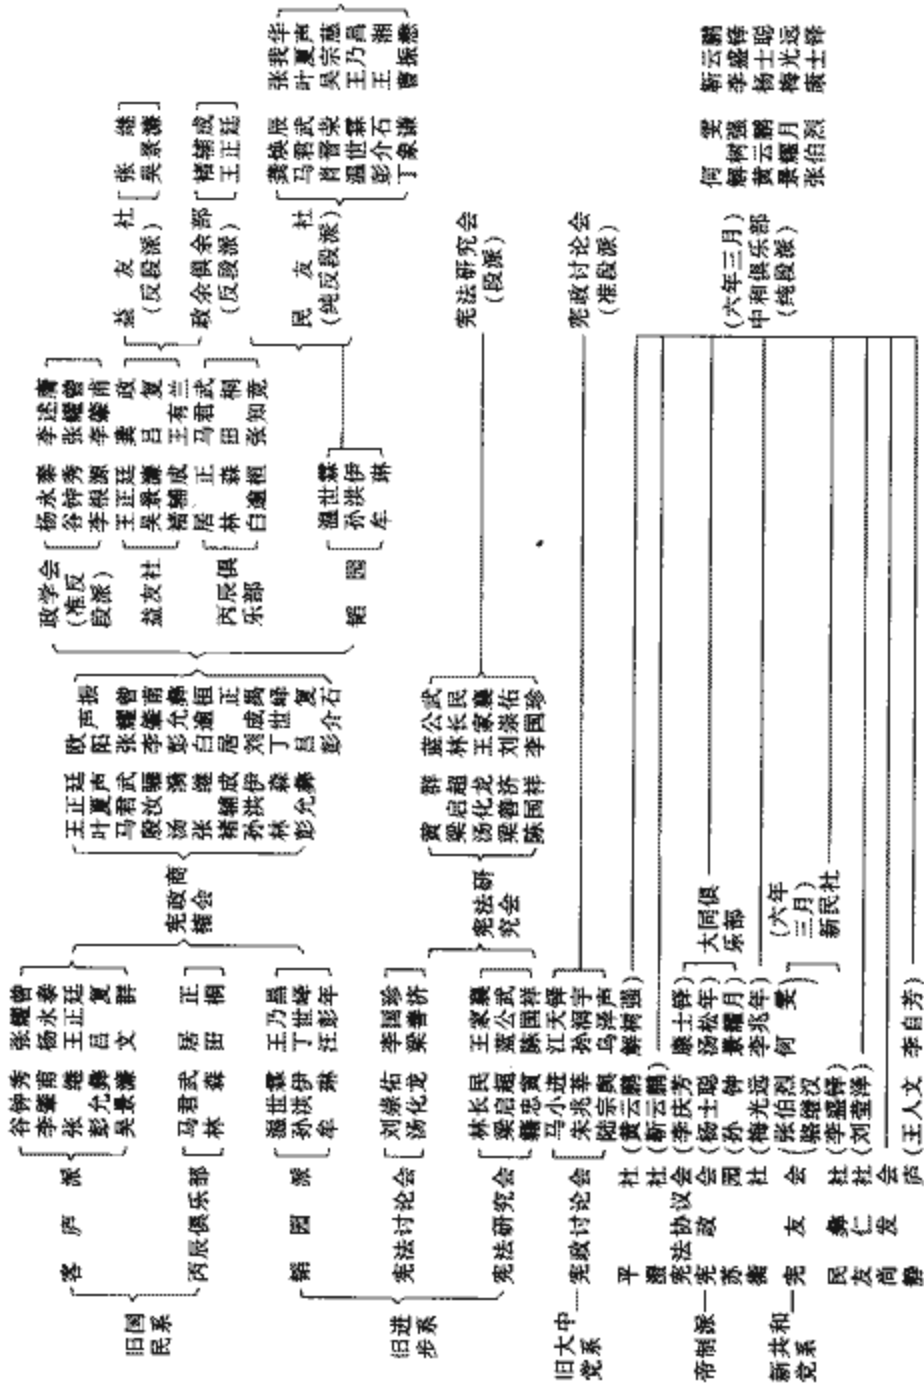 旧国民系
客庐派
谷钟秀 张耀曾
李肇甫 杨永泰
张继 王正廷
彭允彝 吕复
吴景濂 文群
丙辰俱乐部
马君武 居正
林森 田桐
旧进步系
韬园派
温世霖 王乃昌
孙洪伊 丁世峄
牟琳 汪彭年
宪法讨论会
刘崇佑 李国珍
汤化龙 梁善济
宪法研究会
林长民 王家襄
梁启超 蓝公武
籍忠寅 陈国祥
旧大中党系
宪政讨论会
马小进 江天铎
朱兆莘 孙润宇
陆宗舆 乌泽声
帝制派
新共和党系
平社(黄云鹏 解树强)
社(靳云鹏)
宪法协议会(李庆芳 康士铎)
宪政会(杨士聪 汤松年)
苏园(孙钟 景耀月)
衡社(梅光远 李兆年)
宪友会(张伯烈 何雯
骆继汉)
民彝社(李盛铎)
友仁社(刘莹泽)
尚发会
静庐(王人文 李自芳)
宪政商榷会
王正廷 欧阳振声
叶夏声 张耀曾
马君武 李肇甫
殷汝骊 彭允彝
汤漪 白逾桓
张继 居正
褚辅成 刘成禺
孙洪伊 丁世峄
林森 吕复
彭允彝 彭介石
宪法研究会
黄群 蓝公武
梁启超 林长民
汤化龙 王家襄
梁善济 刘崇佑
陈国祥 李国珍
大同俱乐部
(六年三月)
新民社
政学会
(准反段派)
杨永泰 李述膺
谷钟秀 张耀曾
李根源 李肇甫
益友社
王正廷 龚政
吴景濂 吕复
褚辅成 王有兰
丙辰俱乐部
居正 马君武
林森 田桐
白逾桓 张知竞
韬园
温世霖
孙洪伊
牟琳
益友社
(反段派)
张继
吴景濂
政余俱余部
(反段派)
褚辅成
王正廷
民友社
(纯反段派)
龚焕辰 张我华
马君武 叶夏声
肖晋荣 吴宗慈
温世霖 王乃昌
彭介石 王湘
丁象谦 曹振懋
宪法研究会
(段派)
宪政讨论会
(准段派)
(六年三月)
中和俱乐部
(纯段派)
何雯 靳云鹏
解树强 李盛铎
黄云鹏 杨士聪
景耀月 梅光远
张伯烈 康士铎